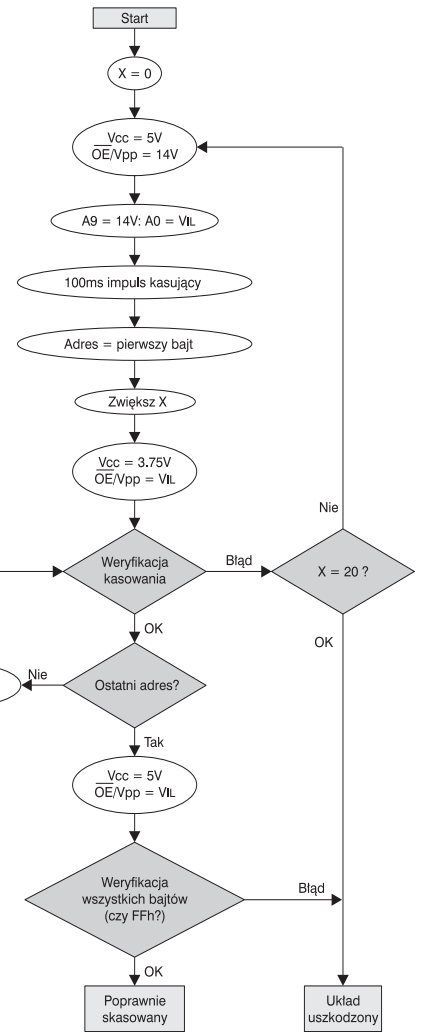 Start
X = 0
Vcc = 5V
OE/Vpp = 14V
A9 = 14V: A0 = VIL
100ms impuls kasujący
Adres = pierwszy bajt
Zwiększ X
Vcc = 3.75V
OE/Vpp = VIL
Nie
Weryfikacja
kasowania
Błąd
X = 20 ?
OK
OK
Ostatni adres?
Nie
Tak
Vcc = 5V
OE/Vpp = VIL
Weryfikacja
wszystkich bajtów
(czy FFh?)
Błąd
OK
Poprawnie
skasowany
Układ
uszkodzony